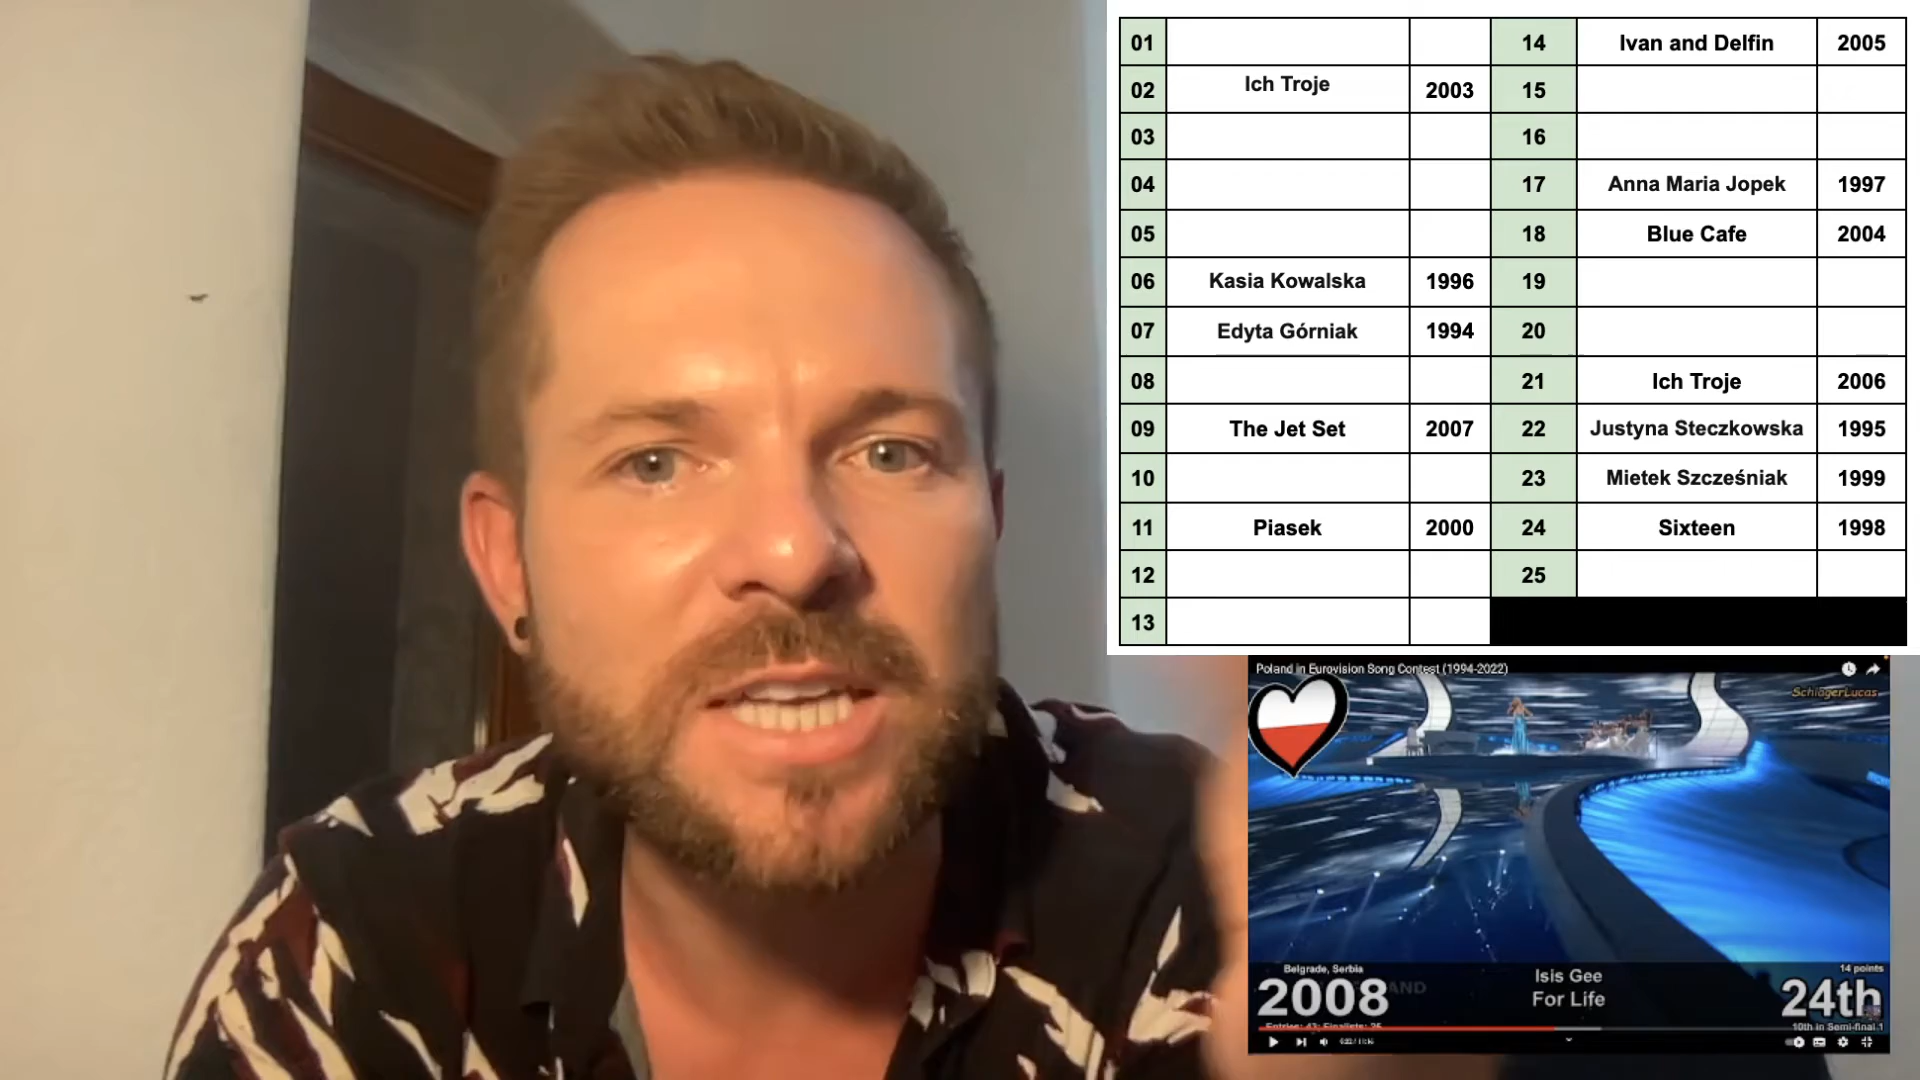 01 14 Ivan and Delfin 2005
02 Ich Troje 2003 15
03 16
04 17 Anna Maria Jopek 1997
05 18 Blue Cafe 2004
06 Kasia Kowalska 1996 19
07 Edyta Górniak 1994 20
08 21 Ich Troje 2006
09 The Jet Set 2007 22 Justyna Steczkowska 1995
10 23 Mietek Szcześniak 1999
11 Piasek 2000 24 Sixteen 1998
12 25
13
Poland in Eurovision Song Contest (1994-2022)
SchlagerLucas
Belgrade, Serbia
2008
Isis Gee
For Life
14 points
24th
10th in Semi-final 1